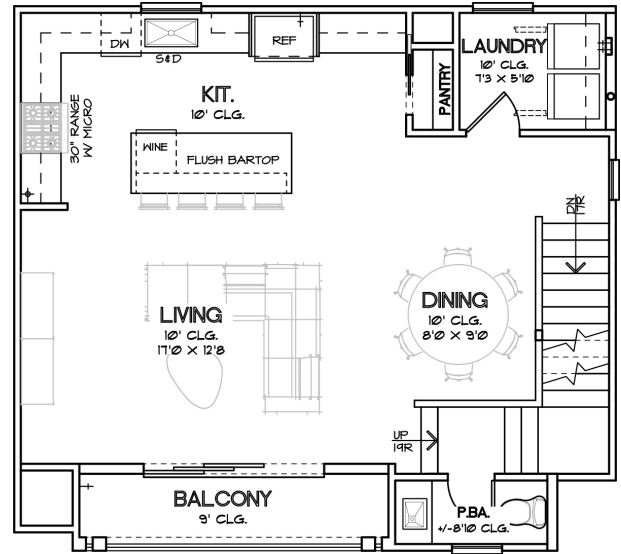 DW
S&D
REF
KIT.
10' CLG.
30" RANGE
W/ MICRO
WINE
FLUSH BARTOP
PANTRY
LAUNDRY
10' CLG.
7'3 X 5'10
DN
17R
LIVING
10' CLG.
17'0 X 12'8
DINING
10' CLG.
8'0 X 9'0
UP
19R
BALCONY
9' CLG.
P.BA.
+/-8'10 CLG.